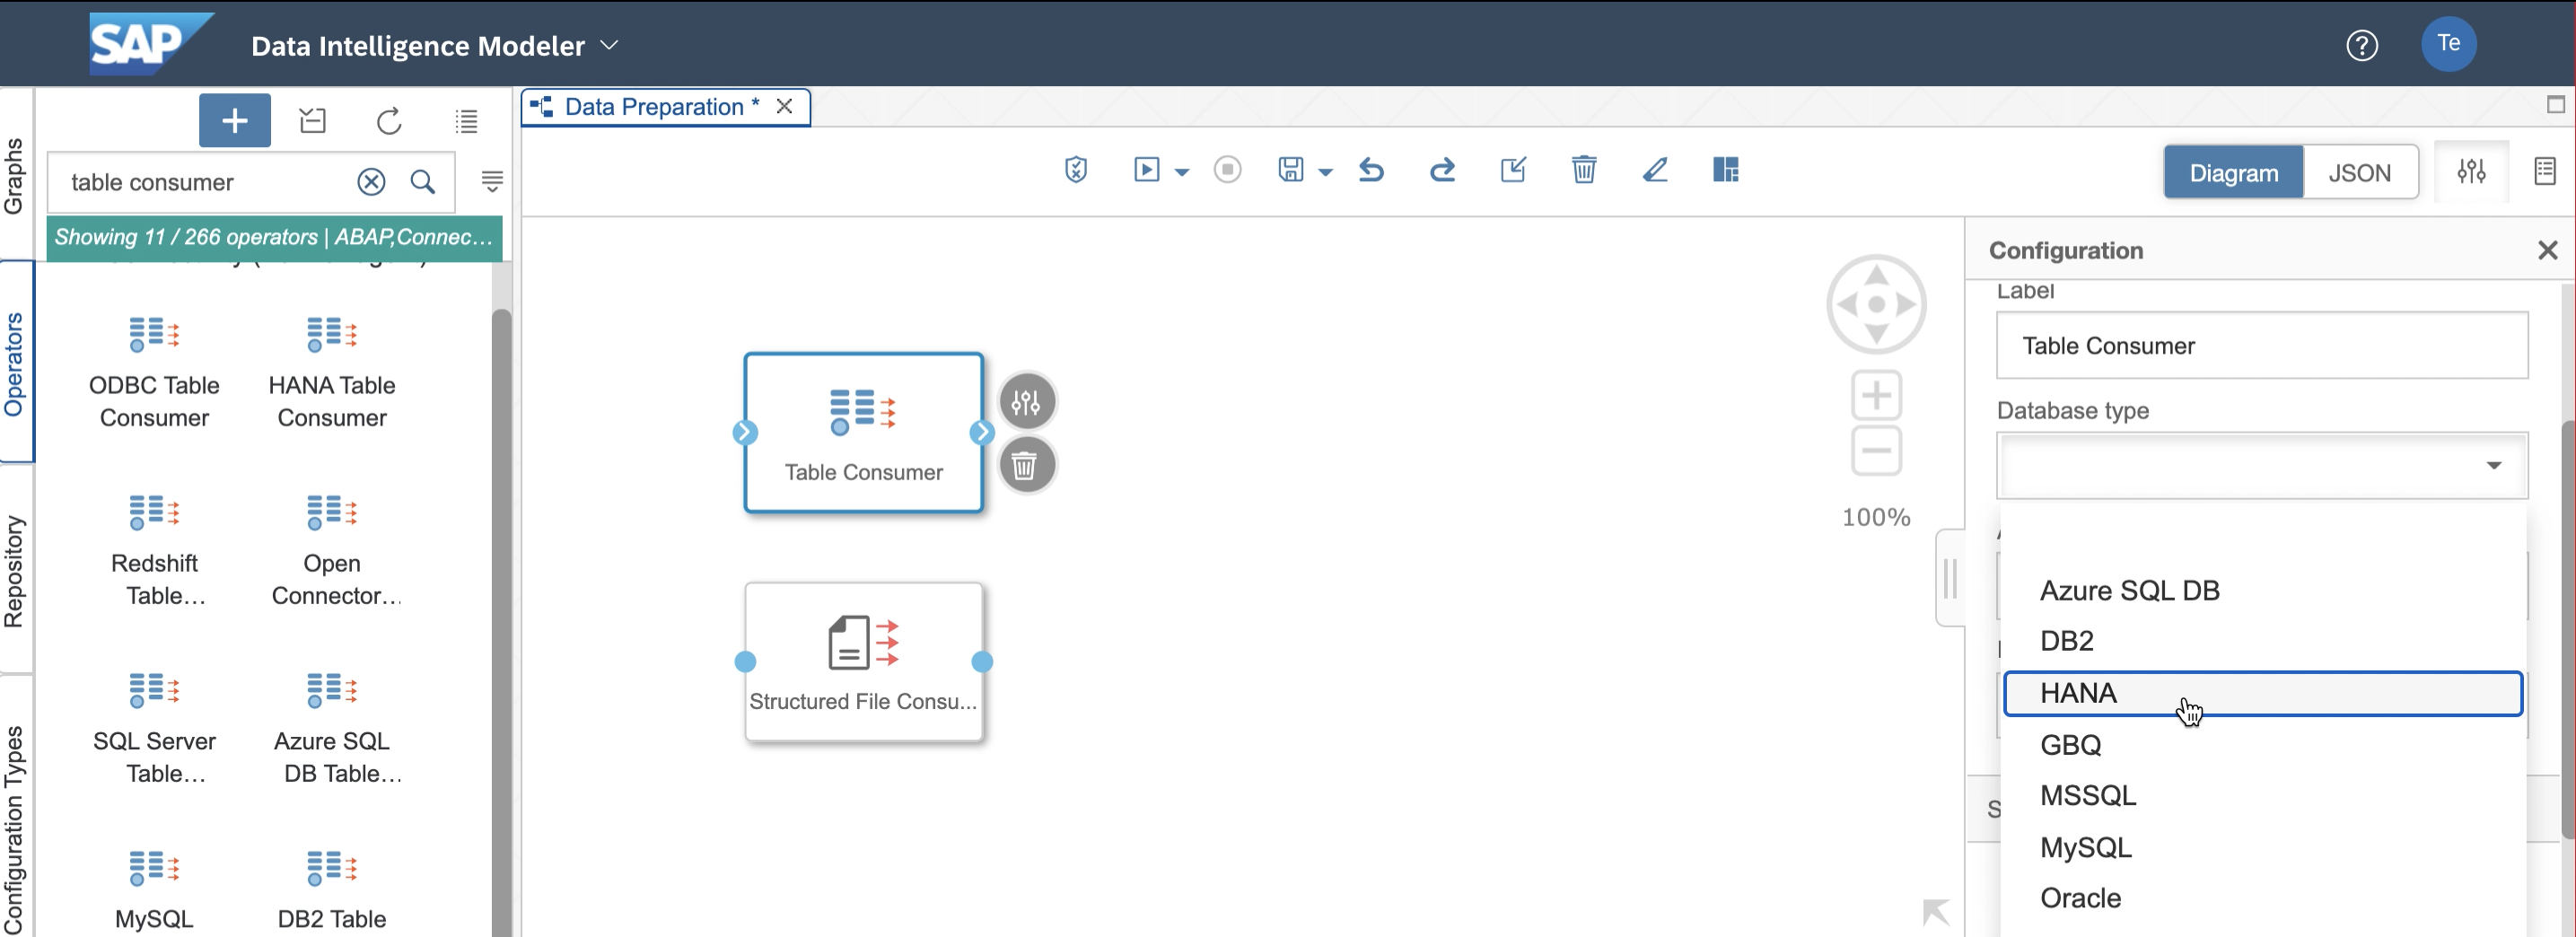 SAP Data Intelligence Modeler
Te
Graphs
Operators
Repository
Configuration Types
table consumer
Showing 11 / 266 operators | ABAP,Connec...
ODBC Table
Consumer
HANA Table
Consumer
Redshift
Table...
Open
Connector...
SQL Server
Table...
Azure SQL
DB Table...
MySQL
DB2 Table
Data Preparation *
Diagram
JSON
Table Consumer
Structured File Consu...
100%
Configuration
Label
Table Consumer
Database type
Azure SQL DB
DB2
HANA
GBQ
MSSQL
MySQL
Oracle